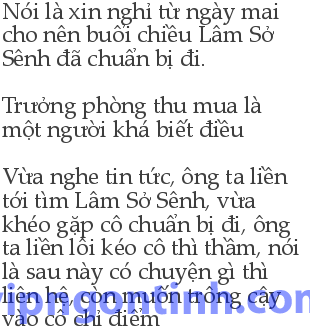 Nói là xin nghỉ từ ngày mai
cho nên buổi chiều Lâm Sở
Sênh đã chuẩn bị đi.
Trưởng phòng thu mua là
một người khá biết điều
Vừa nghe tin tức, ông ta liền
tới tìm Lâm Sở Sênh, vừa
khéo gặp cô chuẩn bị đi, ông
ta liền lôi kéo cô thì thầm, nói
là sau này có chuyện gì thì
liên hệ, còn muốn trông cậy
vào cô chỉ điểm